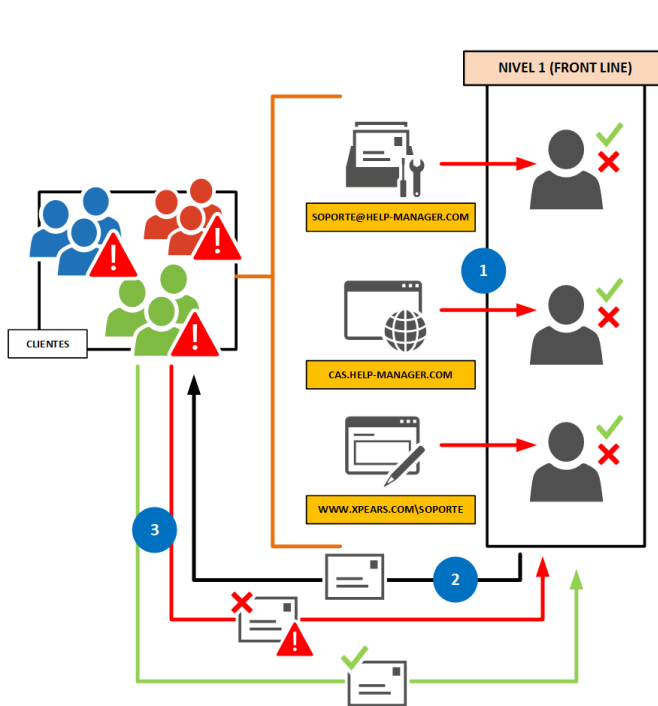 NIVEL 1 (FRONT LINE)
SOPORTE@HELP-MANAGER.COM
1
CLIENTES
CAS.HELP-MANAGER.COM
WWW.XPEARS.COM\SOPORTE
3
2